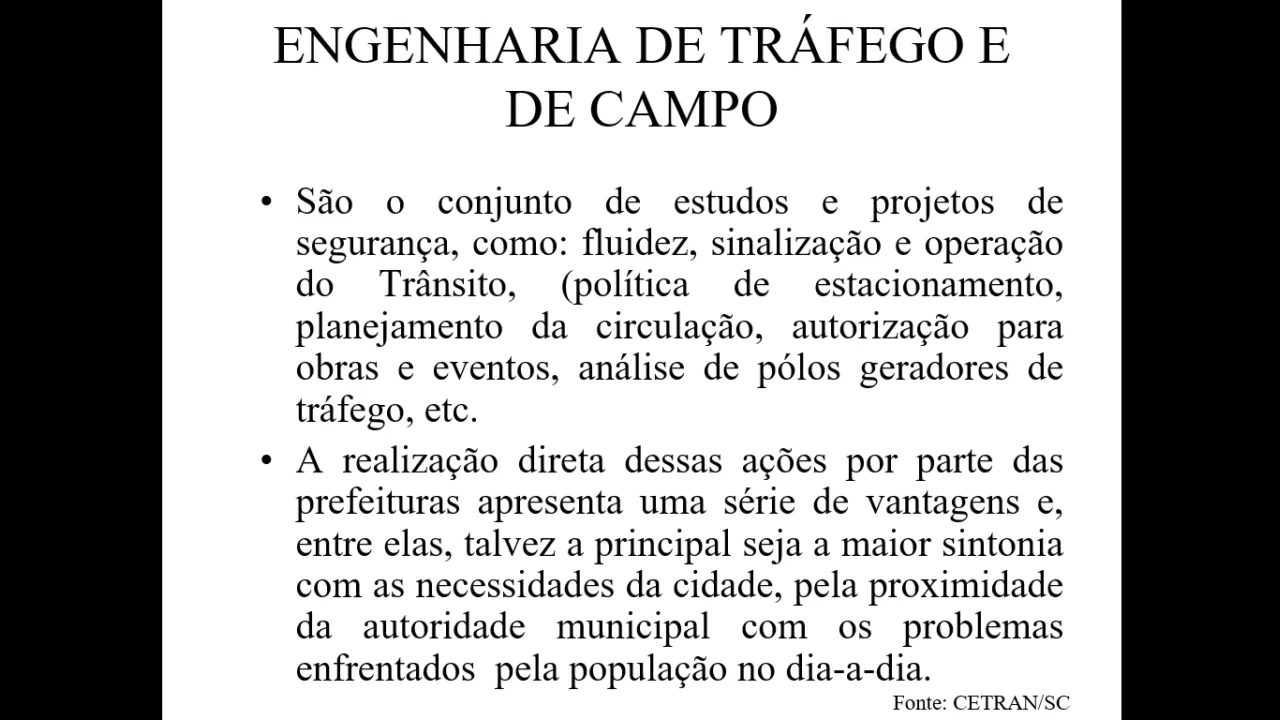 ENGENHARIA DE TRÁFEGO E
DE CAMPO
• São o conjunto de estudos e projetos de
segurança, como: fluidez, sinalização e operação
do Trânsito, (política de estacionamento,
planejamento da circulação, autorização para
obras e eventos, análise de pólos geradores de
tráfego, etc.
• A realização direta dessas ações por parte das
prefeituras apresenta uma série de vantagens e,
entre elas, talvez a principal seja a maior sintonia
com as necessidades da cidade, pela proximidade
da autoridade municipal com os problemas
enfrentados  pela população no dia-a-dia.
Fonte: CETRAN/SC